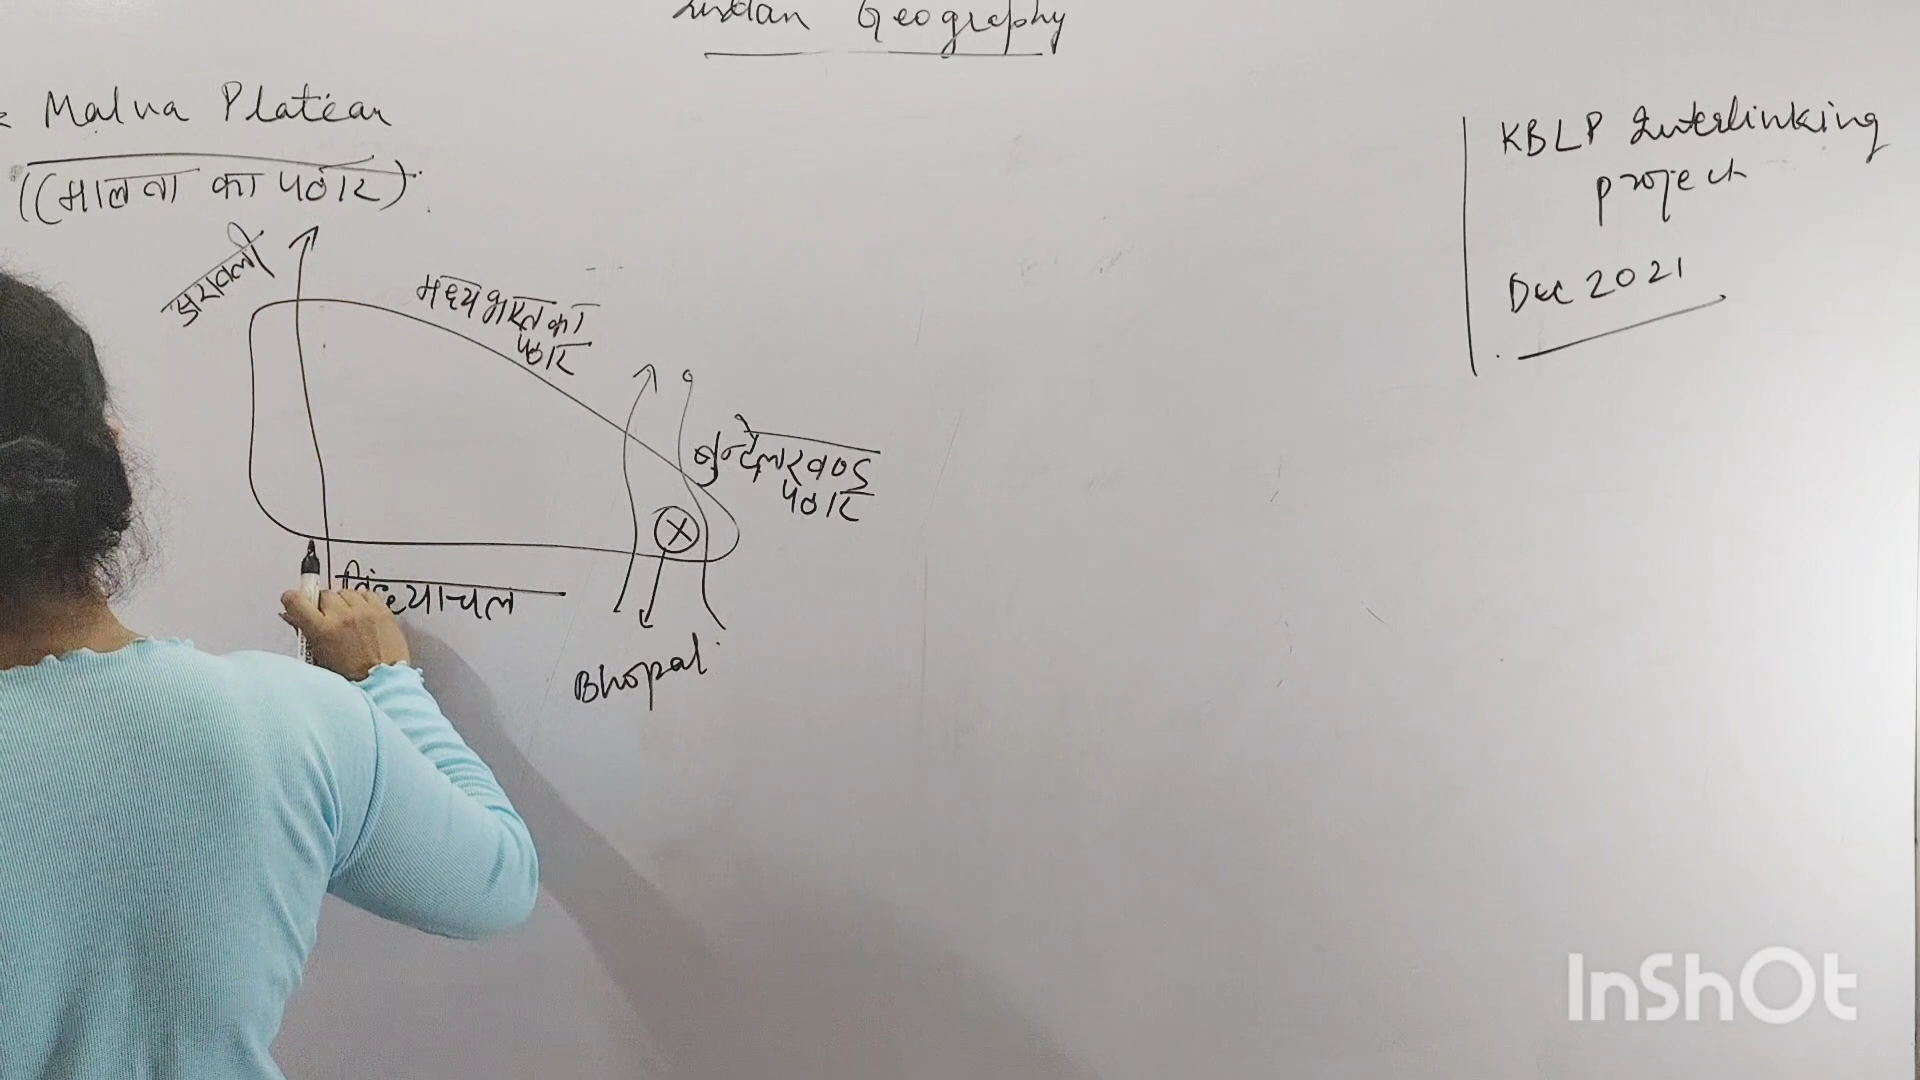 Indian Geography
Malwa Plateau
((मालवा का पठार)
अरावली
मध्य भारत का
पठार
बुन्देलखण्ड
पठार
विंध्याचल
Bhopal
KBLP Interlinking
project
Dec 2021
InShOt